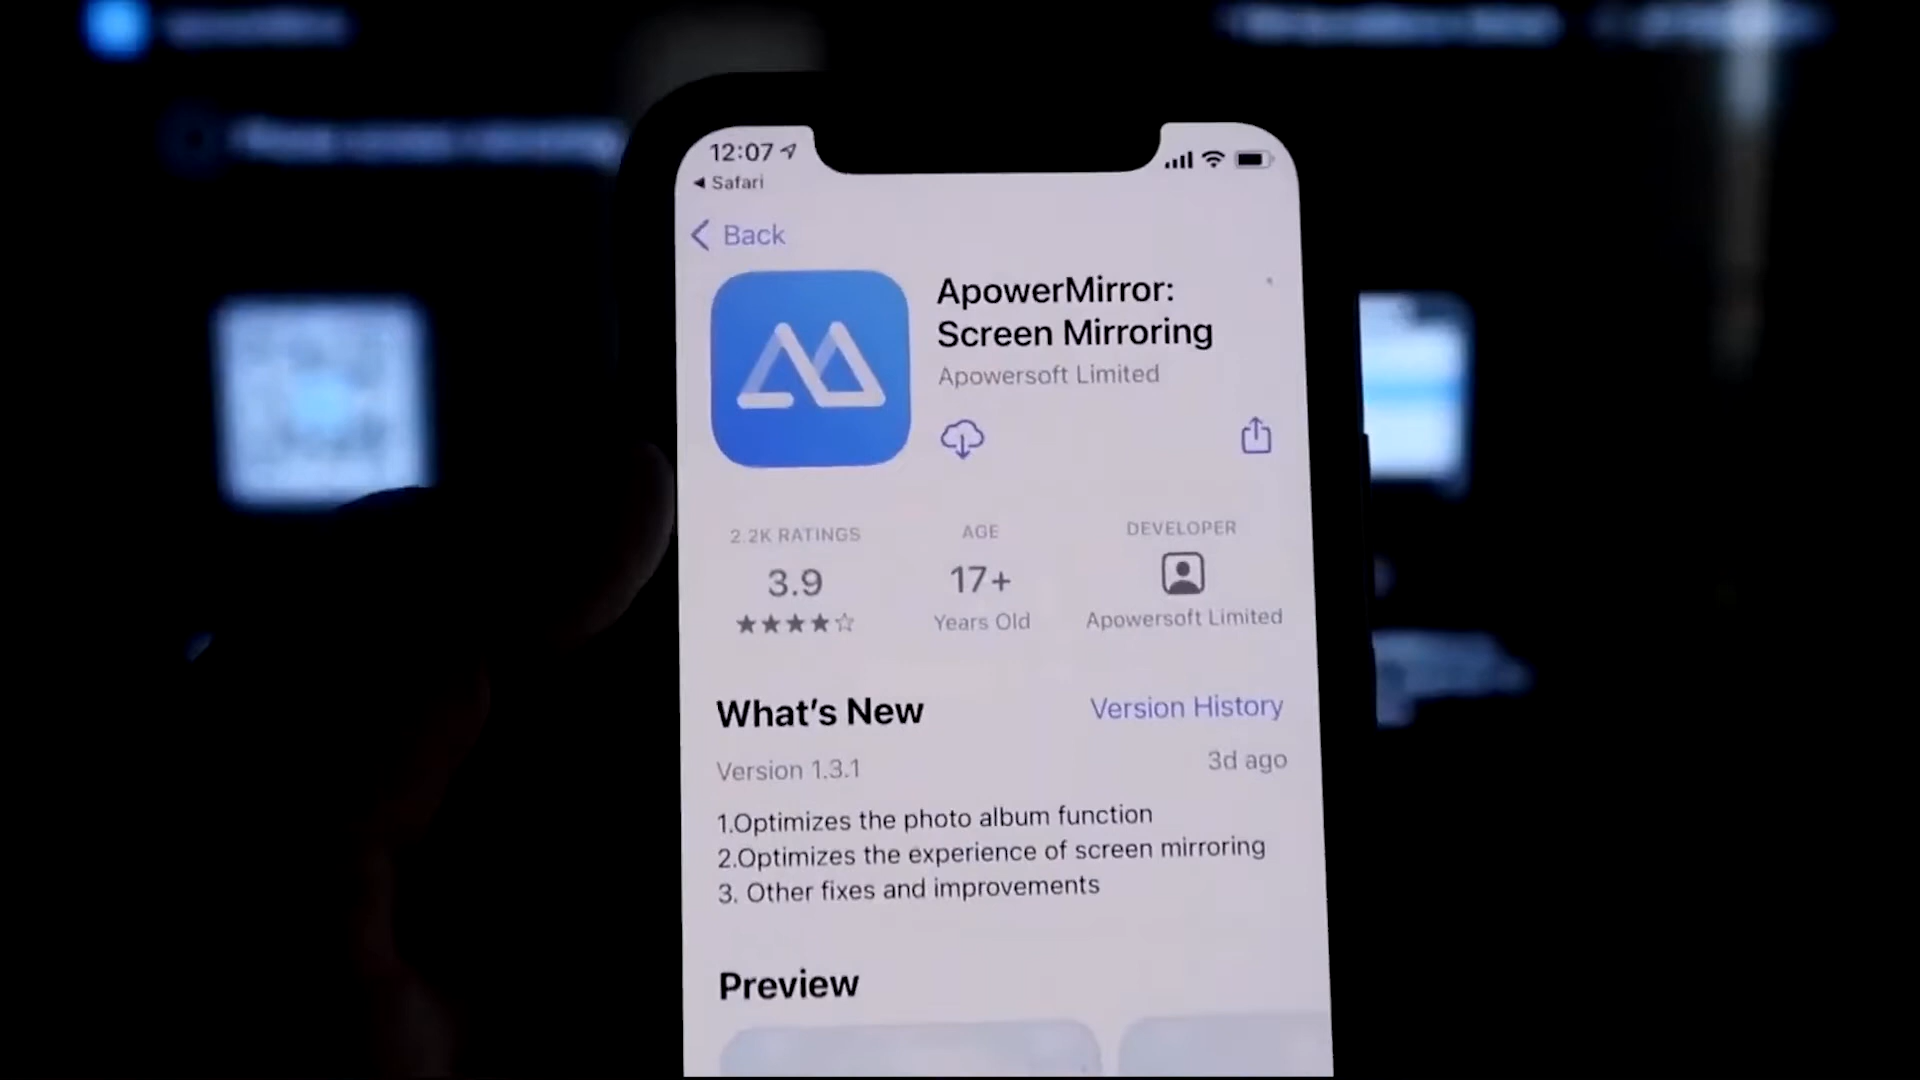 12:07
Safari
Back
ApowerMirror:
Screen Mirroring
Apowersoft Limited
2.2K RATINGS
AGE
DEVELOPER
3.9
17+
Years Old
Apowersoft Limited
What's New
Version History
Version 1.3.1
3d ago
1.Optimizes the photo album function
2.Optimizes the experience of screen mirroring
3. Other fixes and improvements
Preview